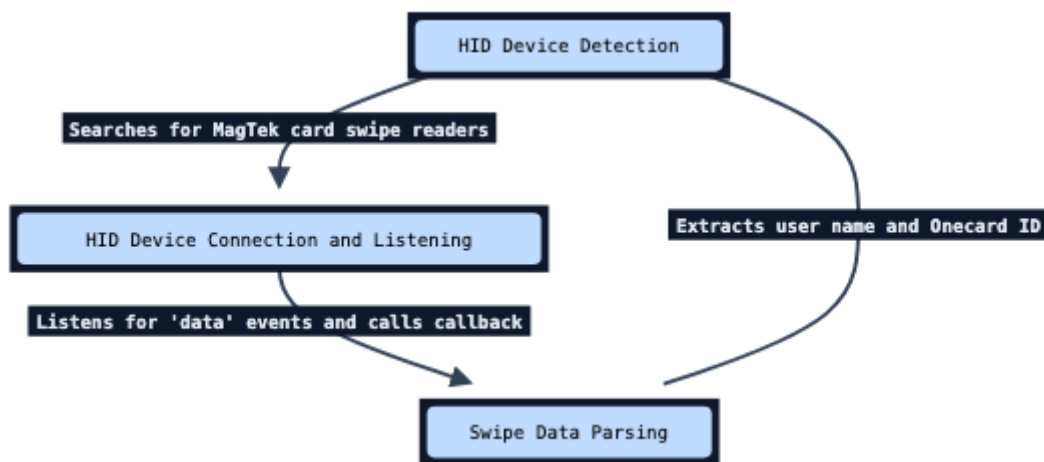 HID Device Detection
Searches for MagTek card swipe readers
HID Device Connection and Listening
Extracts user name and Onecard ID
Listens for 'data' events and calls callback
Swipe Data Parsing